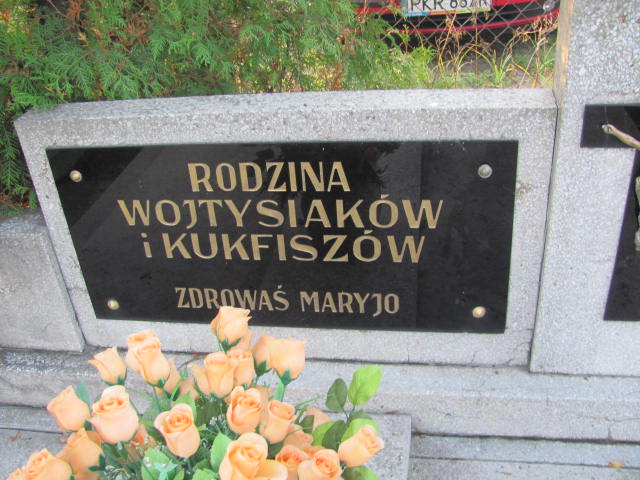 RODZINA
WOJTYSIAKÓW
i KUKFISZÓW
ZDROWAŚ MARYJO